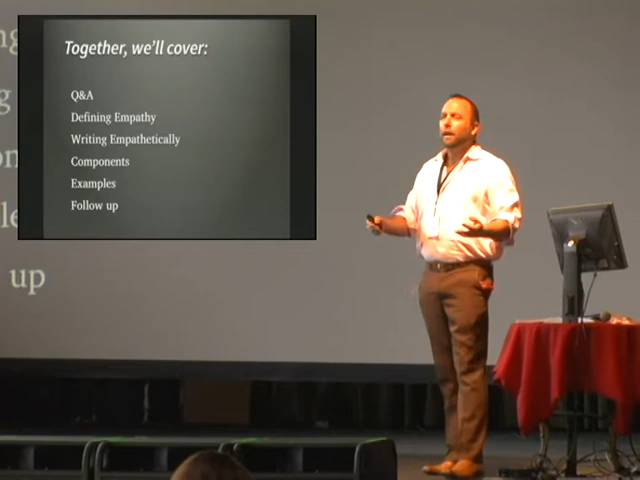 Together, we'll cover:
Q&A
Defining Empathy
Writing Empathetically
Components
Examples
Follow up
up